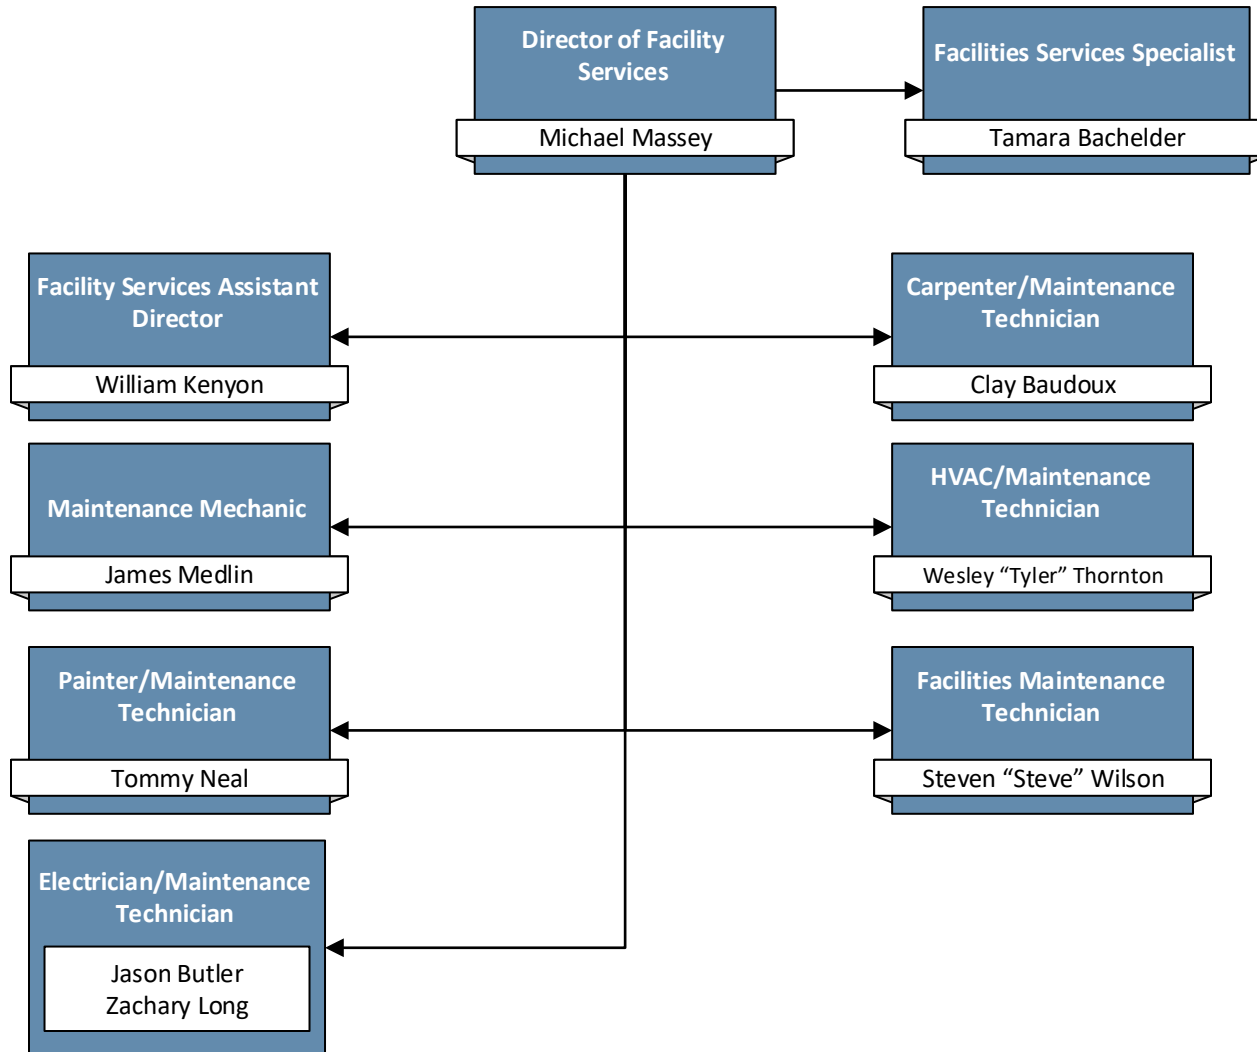 Director of Facility
Services
Michael Massey
Facilities Services Specialist
Tamara Bachelder
Facility Services Assistant
Director
William Kenyon
Carpenter/Maintenance
Technician
Clay Baudoux
Maintenance Mechanic
James Medlin
HVAC/Maintenance
Technician
Wesley “Tyler” Thornton
Painter/Maintenance
Technician
Tommy Neal
Facilities Maintenance
Technician
Steven “Steve” Wilson
Electrician/Maintenance
Technician
Jason Butler
Zachary Long